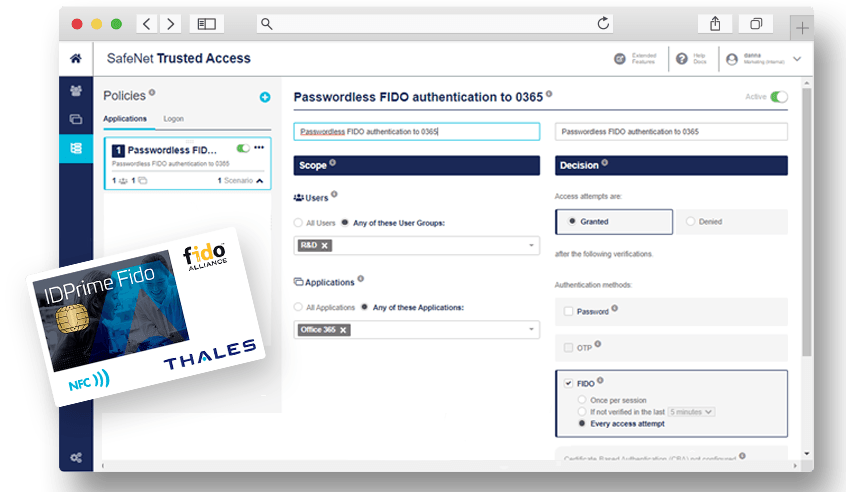 SafeNet Trusted Access
Extended Features
Help Docs
danna
Marketing (Internal)
Policies
Applications
Logon
1 Passwordless FID...
Passwordless FIDO authentication to 0365
1 1 1 Scenario
Passwordless FIDO authentication to 0365
Active
Passwordless FIDO authentication to 0365
Passwordless FIDO authentication to 0365
Scope
Decision
Users
All Users Any of these User Groups:
R&D
Applications
All Applications Any of these Applications:
Office 365
Access attempts are:
Granted
Denied
after the following verifications.
Authentication methods:
Password
OTP
FIDO
Once per session
If not verified in the last 5 minutes
Every access attempt
Certificate Based Authentication (CBA) not configured
IDPrime Fido
fido
ALLIANCE
THALES
NFC